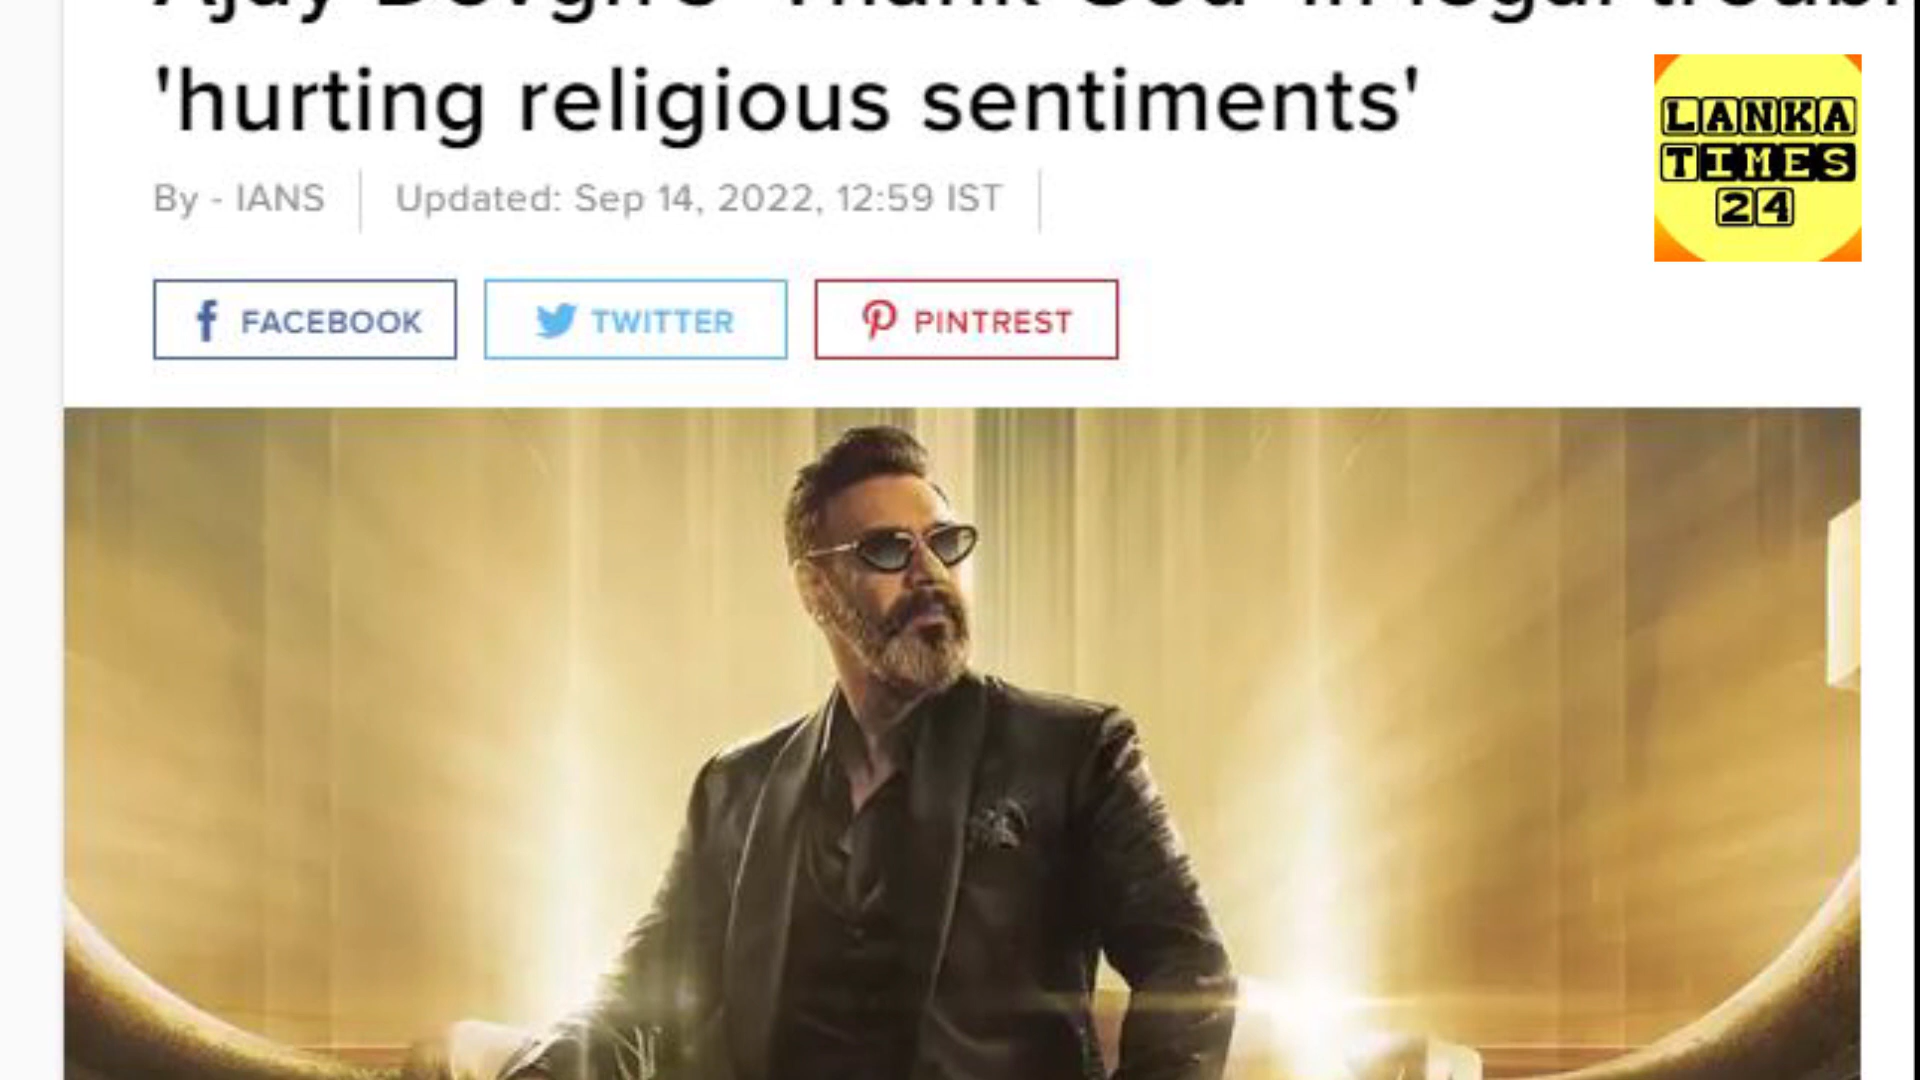 'hurting religious sentiments'
By - IANS
Updated: Sep 14, 2022, 12:59 IST
LANKA
TIMES
24
FACEBOOK
TWITTER
PINTREST